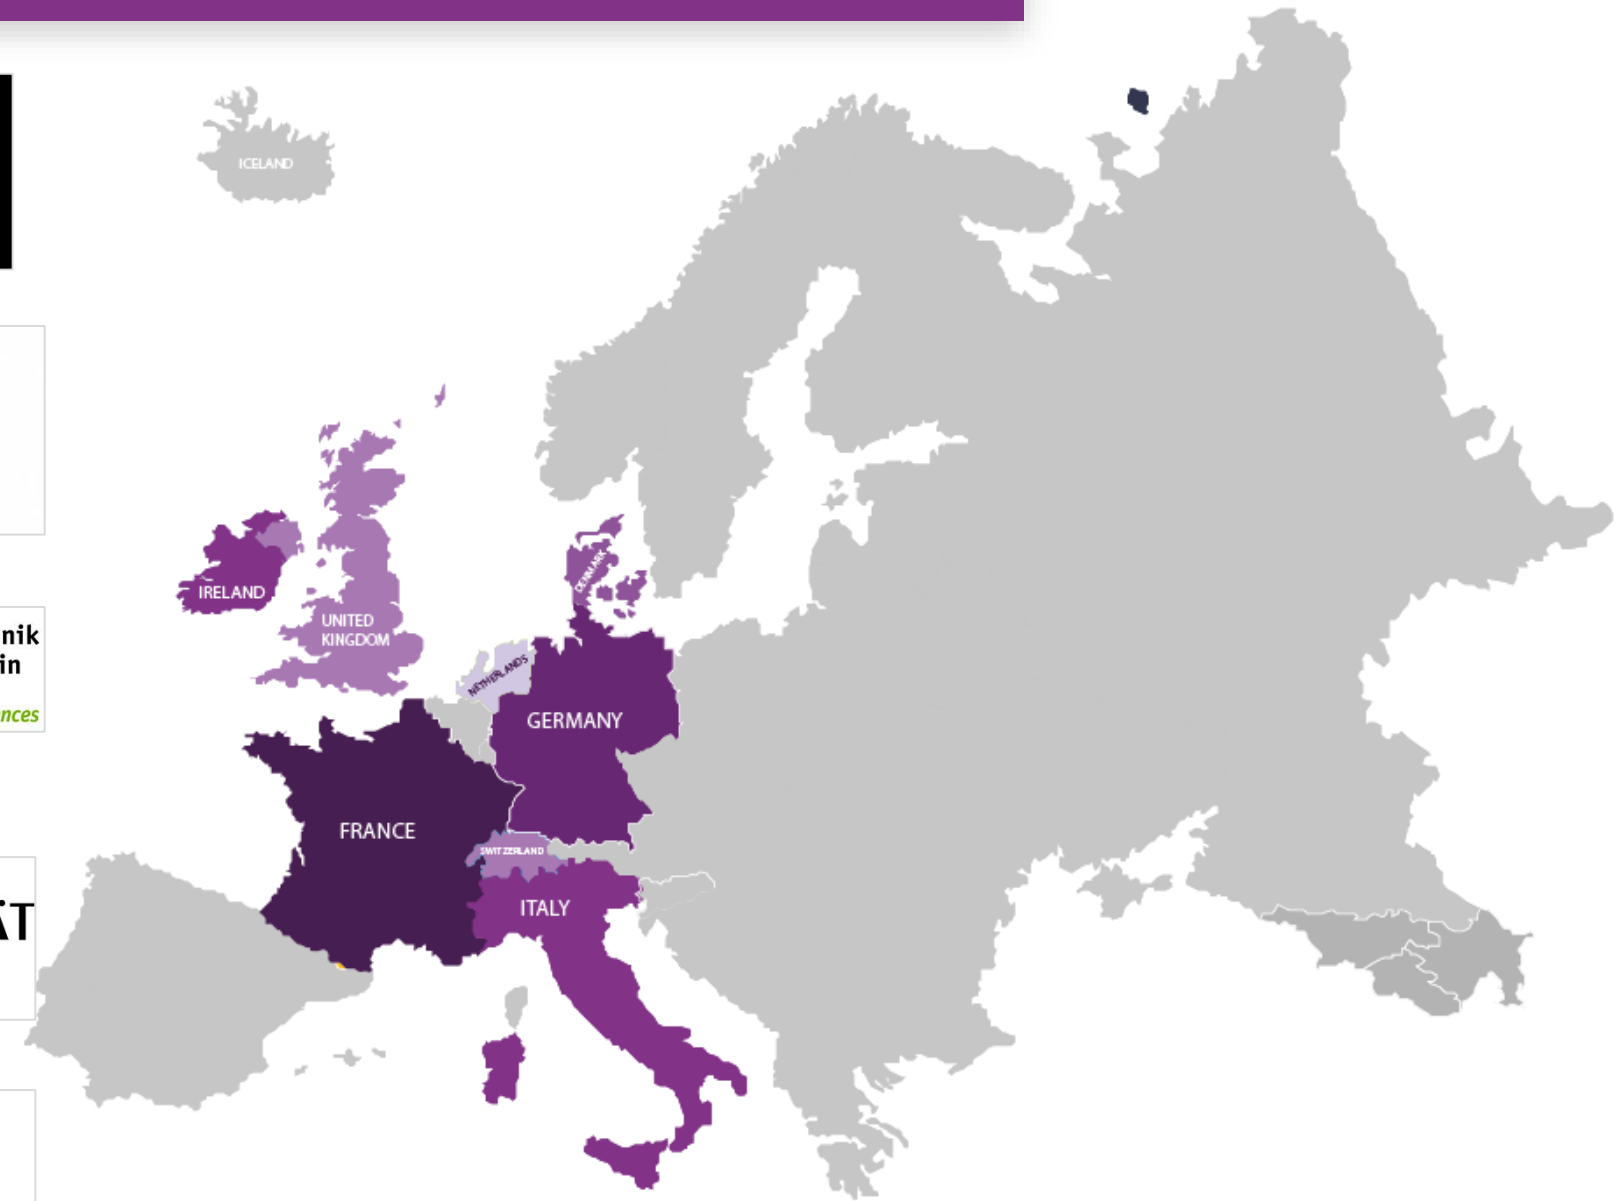 ICELAND
nik
in
nces
ÄT
IRELAND
UNITED
KINGDOM
DENMARK
NETHERLANDS
GERMANY
FRANCE
SWITZERLAND
ITALY